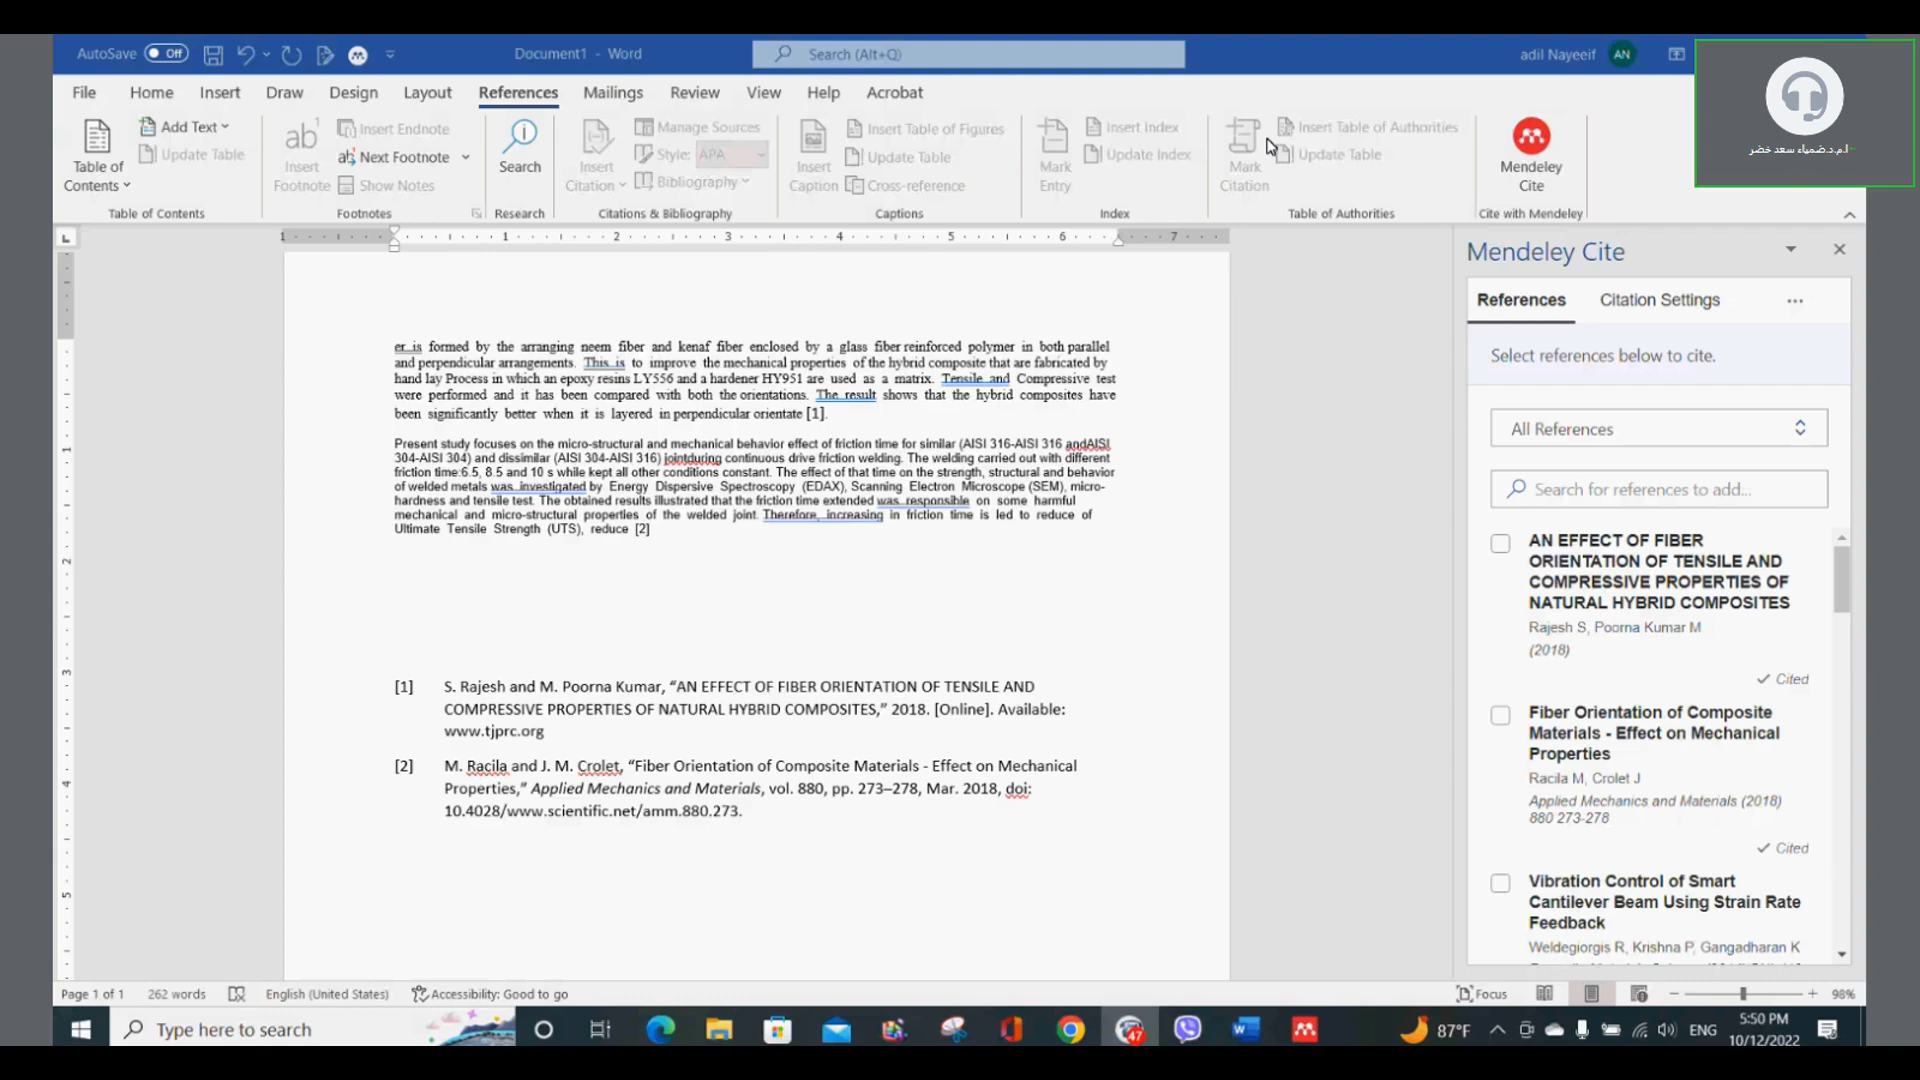 AutoSave Off
Document1 - Word
Search (Alt+Q)
adil Nayeeif AN
File Home Insert Draw Design Layout References Mailings Review View Help Acrobat
Table of Contents
Add Text
Update Table
Table of Contents
ab
Insert Footnote
Insert Endnote
Next Footnote
Show Notes
Footnotes
Search
Research
Insert Citation
Manage Sources
Style: APA
Bibliography
Citations & Bibliography
Insert Caption
Insert Table of Figures
Update Table
Cross-reference
Captions
Mark Entry
Insert Index
Update Index
Index
Mark Citation
Insert Table of Authorities
Update Table
Table of Authorities
Mendeley Cite
Cite with Mendeley
ا.م.د.ضمياء سعد خضر
1 1 2 3 4 5 6 7
er is formed by the arranging neem fiber and kenaf fiber enclosed by a glass fiber reinforced polymer in both parallel
and perpendicular arrangements. This is to improve the mechanical properties of the hybrid composite that are fabricated by
hand lay Process in which an epoxy resins LY556 and a hardener HY951 are used as a matrix. Tensile and Compressive test
were performed and it has been compared with both the orientations. The result shows that the hybrid composites have
been significantly better when it is layered in perpendicular orientate [1].
Present study focuses on the micro-structural and mechanical behavior effect of friction time for similar (AISI 316-AISI 316 andAISI
304-AISI 304) and dissimilar (AISI 304-AISI 316) jointduring continuous drive friction welding. The welding carried out with different
friction time:6.5, 8.5 and 10 s while kept all other conditions constant. The effect of that time on the strength, structural and behavior
of welded metals was investigated by Energy Dispersive Spectroscopy (EDAX), Scanning Electron Microscope (SEM), micro-
hardness and tensile test. The obtained results illustrated that the friction time extended was responsible on some harmful
mechanical and micro-structural properties of the welded joint. Therefore, increasing in friction time is led to reduce of
Ultimate Tensile Strength (UTS), reduce [2]
[1] S. Rajesh and M. Poorna Kumar, “AN EFFECT OF FIBER ORIENTATION OF TENSILE AND
COMPRESSIVE PROPERTIES OF NATURAL HYBRID COMPOSITES,” 2018. [Online]. Available:
www.tjprc.org
[2] M. Racila and J. M. Crolet, “Fiber Orientation of Composite Materials - Effect on Mechanical
Properties,” Applied Mechanics and Materials, vol. 880, pp. 273–278, Mar. 2018, doi:
10.4028/www.scientific.net/amm.880.273.
1
2
3
4
5
Mendeley Cite
References Citation Settings ...
Select references below to cite.
All References
Search for references to add...
AN EFFECT OF FIBER
ORIENTATION OF TENSILE AND
COMPRESSIVE PROPERTIES OF
NATURAL HYBRID COMPOSITES
Rajesh S, Poorna Kumar M
(2018)
Cited
Fiber Orientation of Composite
Materials - Effect on Mechanical
Properties
Racila M, Crolet J
Applied Mechanics and Materials (2018)
880 273-278
Cited
Vibration Control of Smart
Cantilever Beam Using Strain Rate
Feedback
Weldegiorgis R, Krishna P, Gangadharan K
Page 1 of 1 262 words English (United States) Accessibility: Good to go Focus 98%
Type here to search
47
87°F
ENG
5:50 PM
10/12/2022